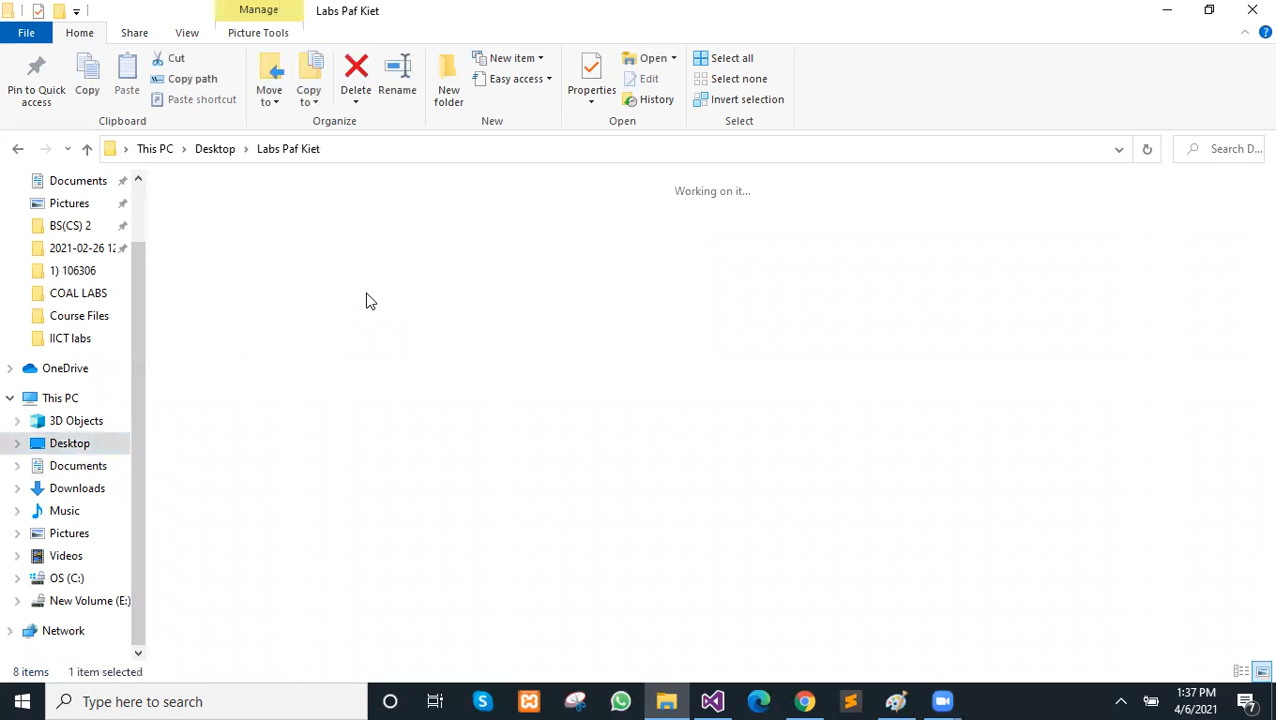 Manage
Labs Paf Kiet
File
Home
Share
View
Picture Tools
Pin to Quick access
Copy
Paste
Cut
Copy path
Paste shortcut
Clipboard
Move to
Copy to
Delete
Rename
Organize
New folder
New item
Easy access
New
Properties
Open
Edit
History
Open
Select all
Select none
Invert selection
Select
This PC
Desktop
Labs Paf Kiet
Search D...
Working on it...
Documents
Pictures
BS(CS) 2
2021-02-26 12
1) 106306
COAL LABS
Course Files
IICT labs
OneDrive
This PC
3D Objects
Desktop
Documents
Downloads
Music
Pictures
Videos
OS (C:)
New Volume (E:)
Network
8 items
1 item selected
Type here to search
1:37 PM
4/6/2021
7